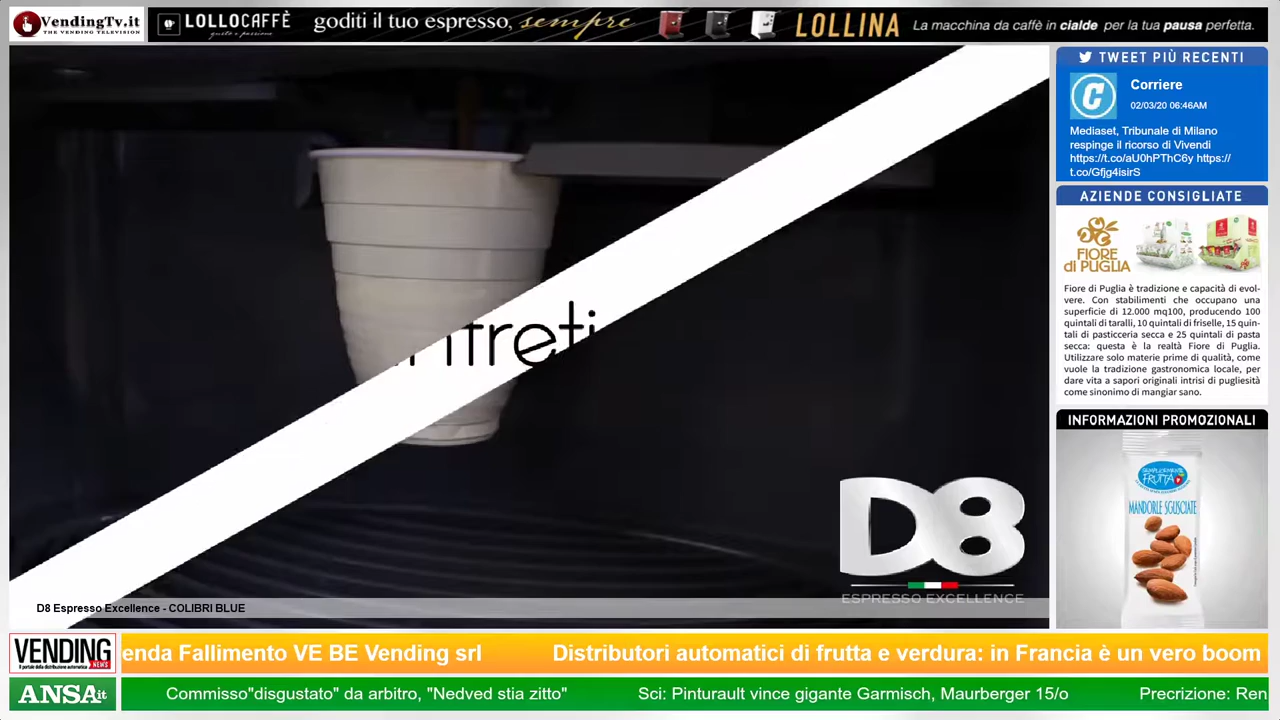 VendingTv.it
THE VENDING TELEVISION
LOLLOCAFFÈ
gusto e passione
goditi il tuo espresso, sempre
LOLLINA
La macchina da caffè in cialde per la tua pausa perfetta.
TWEET PIÙ RECENTI
Corriere
02/03/20 06:46AM
Mediaset, Tribunale di Milano
respinge il ricorso di Vivendi
https://t.co/aU0hPThC6y https://
t.co/Gfjg4isirS
AZIENDE CONSIGLIATE
FIORE
di PUGLIA
Fiore di Puglia è tradizione e capacità di evol-
vere. Con stabilimenti che occupano una
superficie di 12.000 mq100, producendo 100
quintali di taralli, 10 quintali di friselle, 15 quin-
tali di pasticceria secca e 25 quintali di pasta
secca: questa è la realtà Fiore di Puglia.
Utilizzare solo materie prime di qualità, come
vuole la tradizione gastronomica locale, per
dare vita a sapori originali intrisi di pugliesità
come sinonimo di mangiar sano.
INFORMAZIONI PROMOZIONALI
SEMPLICEMENTE
FRUTTA
MANDORLE SGUSCIATE
D8
ESPRESSO EXCELLENCE
D8 Espresso Excellence - COLIBRI BLUE
VENDING
NEWS
Il portale della distribuzione automatica
enda Fallimento VE BE Vending srl
Distributori automatici di frutta e verdura: in Francia è un vero boom
ANSA.it
Commisso"disgustato" da arbitro, "Nedved stia zitto"
Sci: Pinturault vince gigante Garmisch, Maurberger 15/o
Precrizione: Ren